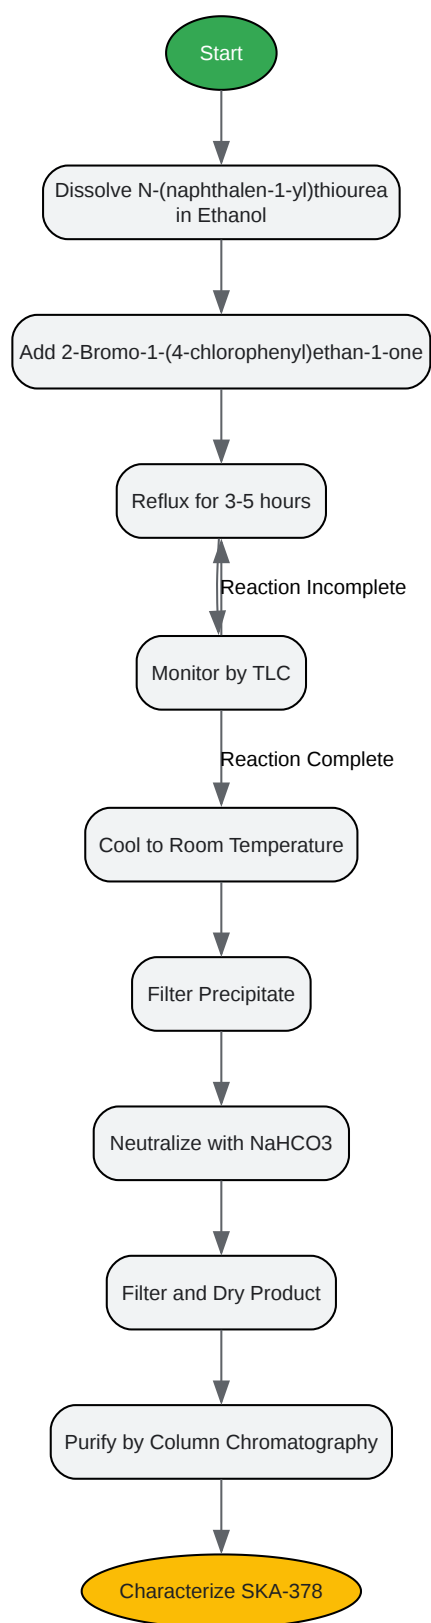 Start
Dissolve N-(naphthalen-1-yl)thiourea
in Ethanol
Add 2-Bromo-1-(4-chlorophenyl)ethan-1-one
Reflux for 3-5 hours
Reaction Incomplete
Monitor by TLC
Reaction Complete
Cool to Room Temperature
Filter Precipitate
Neutralize with NaHCO3
Filter and Dry Product
Purify by Column Chromatography
Characterize SKA-378